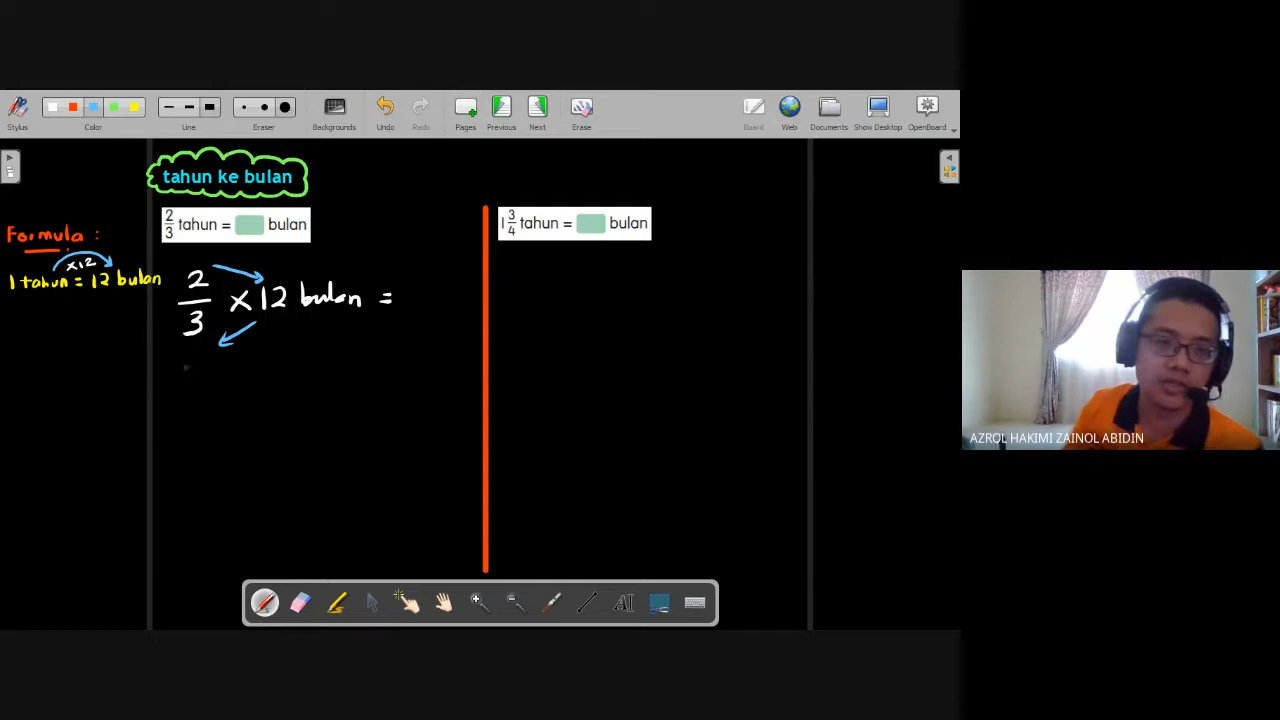 Stylus
Color
Line
Eraser
Backgrounds
Undo
Redo
Pages
Previous
Next
Erase
Board
Web
Documents
Show Desktop
OpenBoard
tahun ke bulan
2/3 tahun = bulan
1 3/4 tahun = bulan
Formula :
x12
1 tahun = 12 bulan
2/3 x 12 bulan =
AZROL HAKIMI ZAINOL ABIDIN